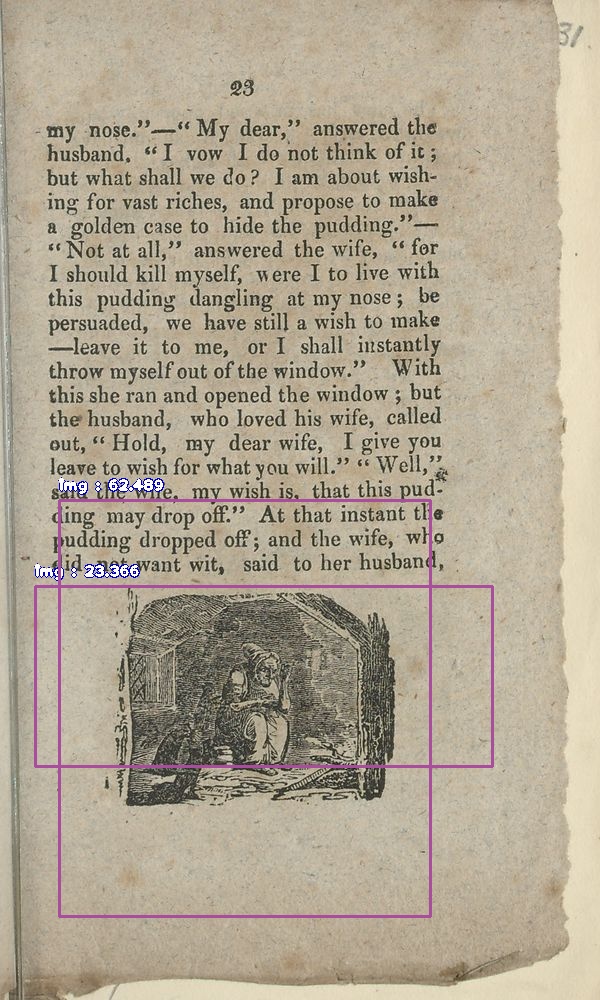 31
23
my nose."—" My dear," answered the
husband. " I vow I do not think of it ;
but what shall we do ? I am about wish-
ing for vast riches, and propose to make
a golden case to hide the pudding."—
" Not at all," answered the wife, " for
I should kill myself, were I to live with
this pudding dangling at my nose ; be
persuaded, we have still a wish to make
—leave it to me, or I shall instantly
throw myself out of the window." With
this she ran and opened the window ; but
the husband, who loved his wife, called
out, " Hold, my dear wife, I give you
leave to wish for what you will." " Well,"
Img : 62.489
said the wife, my wish is, that this pud-
ding may drop off." At that instant the
pudding dropped off ; and the wife, who
did not want wit, said to her husband,
Img : 23.366